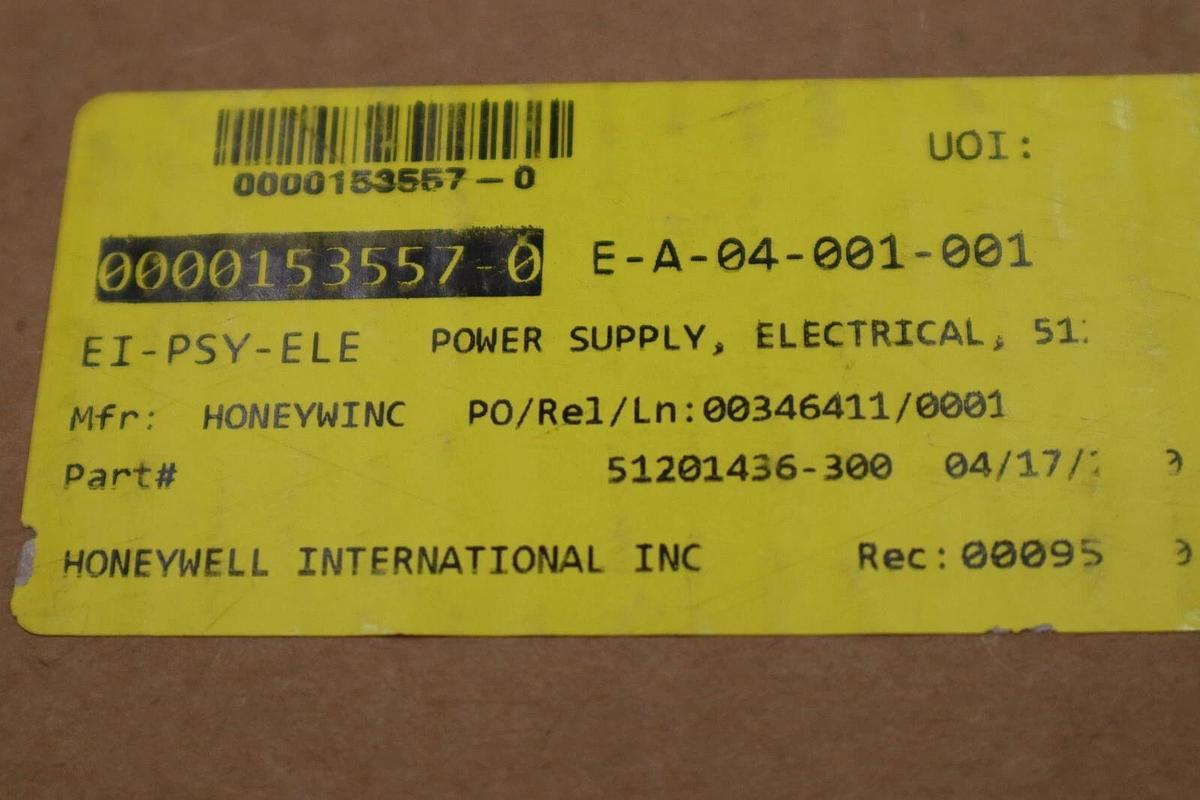 0000153557-0
UOI:
0000153557-0 E-A-04-001-001
EI-PSY-ELE POWER SUPPLY, ELECTRICAL,
Mfr: HONEYWINC PO/Rel/Ln:00346411/0001
Part# 51201436-300
HONEYWELL INTERNATIONAL INC Rec: